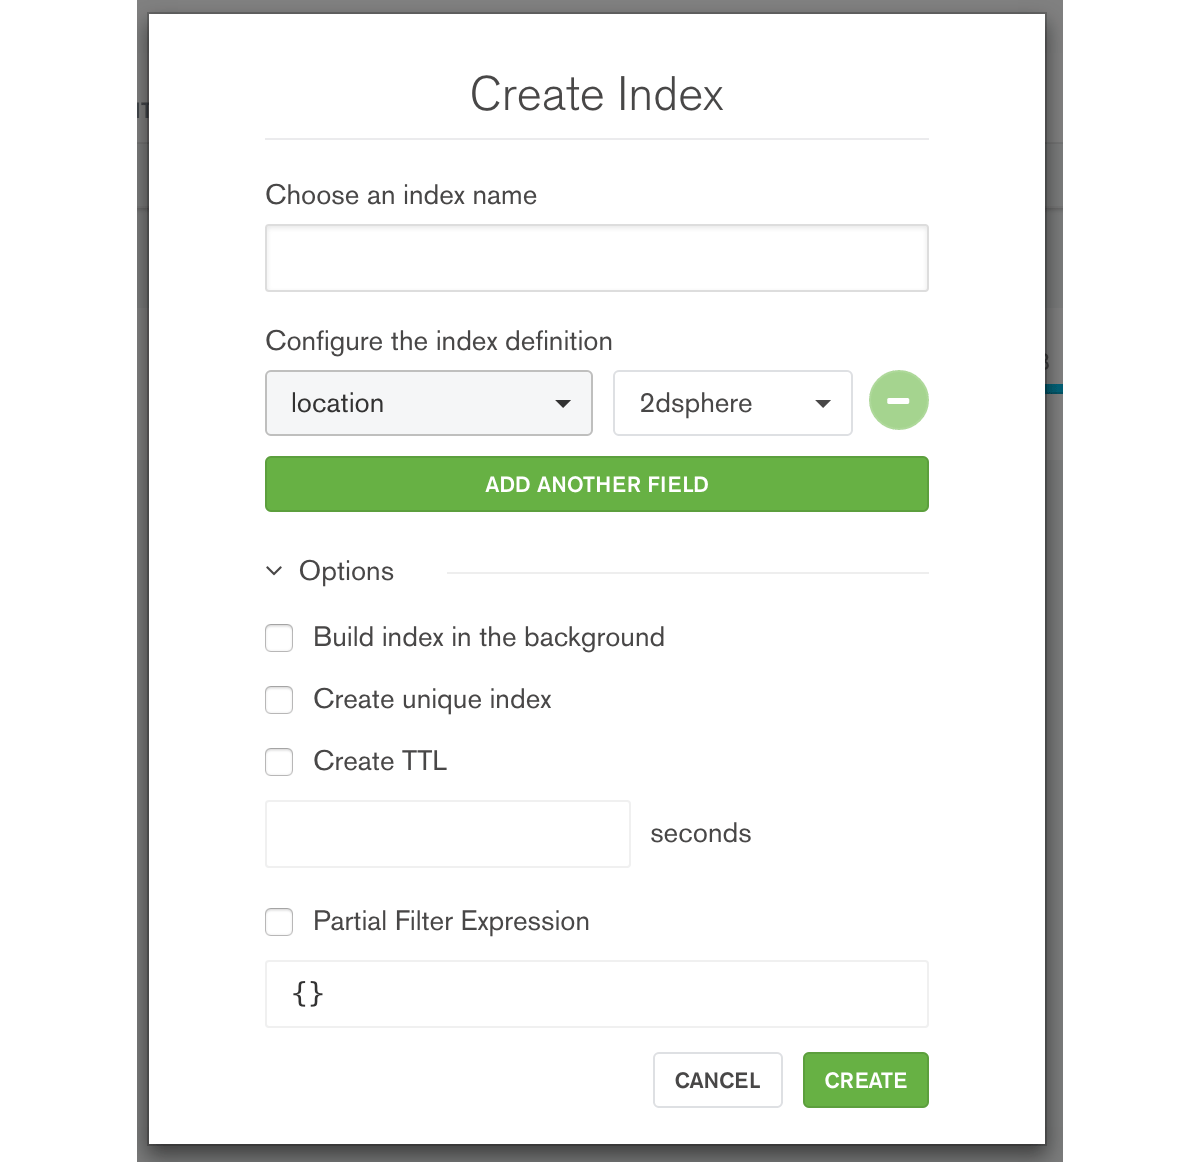 Create Index
Choose an index name
Configure the index definition
location 2dsphere
ADD ANOTHER FIELD
Options
Build index in the background
Create unique index
Create TTL
seconds
Partial Filter Expression
{}
CANCEL CREATE